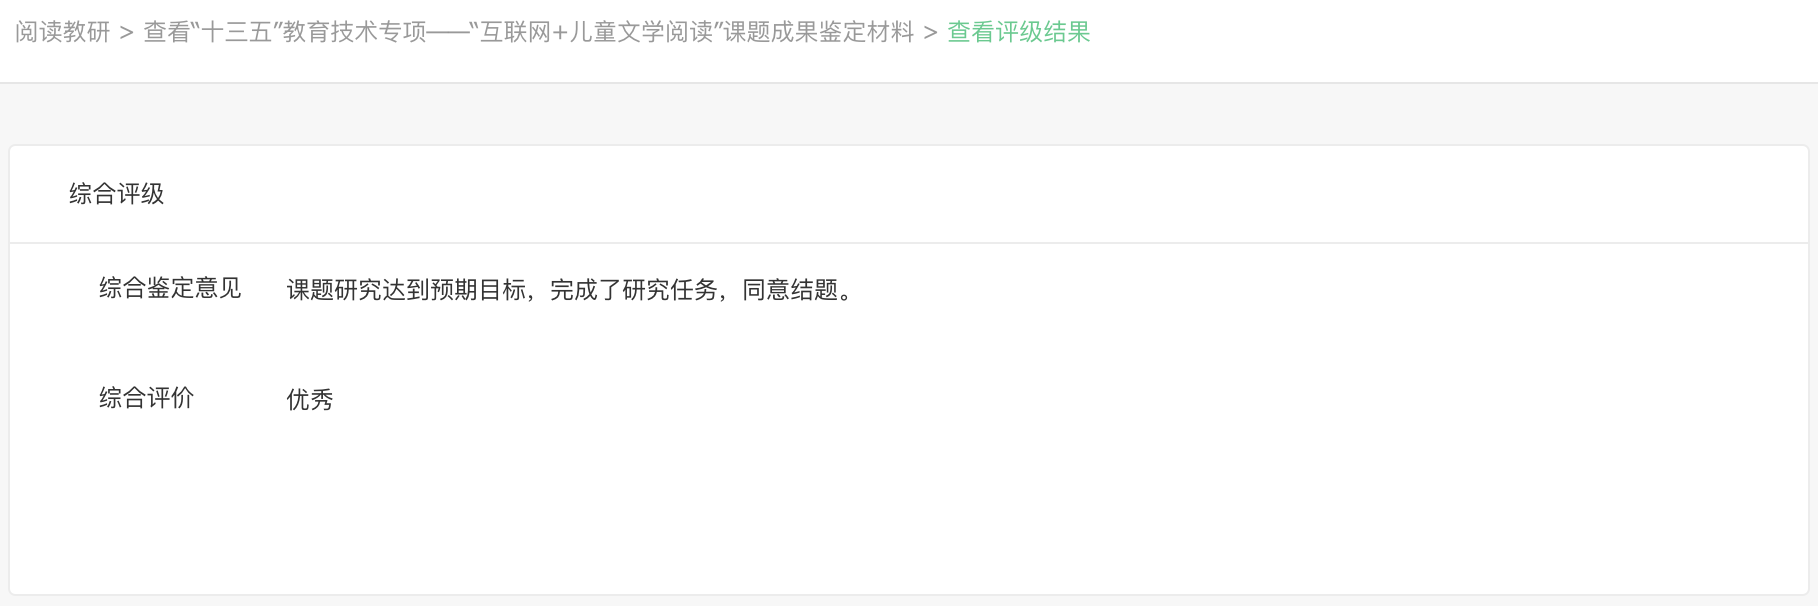 阅读教研 > 查看“十三五”教育技术专项——“互联网+儿童文学阅读”课题成果鉴定材料 > 查看评级结果
综合评级
综合鉴定意见 课题研究达到预期目标，完成了研究任务，同意结题。
综合评价 优秀